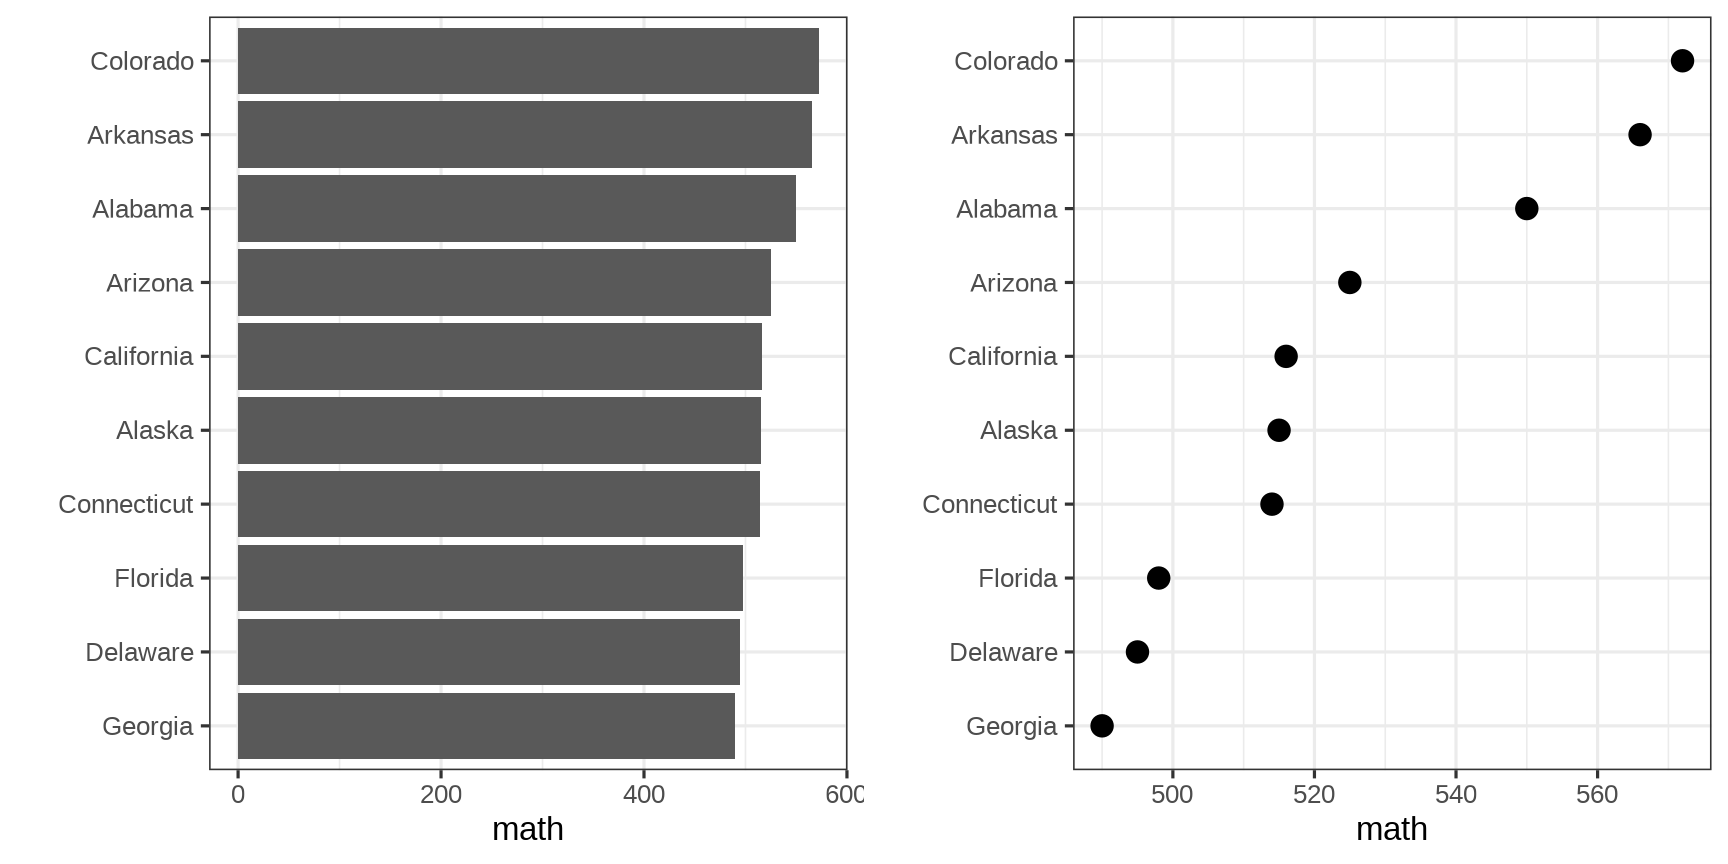 Colorado
Arkansas
Alabama
Arizona
California
Alaska
Connecticut
Florida
Delaware
Georgia
0 200 400 600
math
Colorado
Arkansas
Alabama
Arizona
California
Alaska
Connecticut
Florida
Delaware
Georgia
500 520 540 560
math